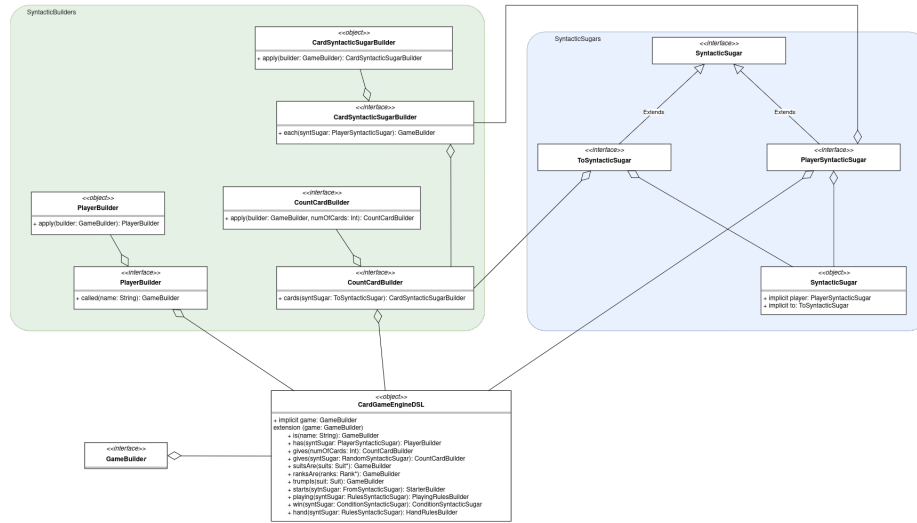 SyntacticBuilders
<<object>>
CardSyntacticSugarBuilder
+ apply(builder: GameBuilder): CardSyntacticSugarBuilder
<<interface>>
CardSyntacticSugarBuilder
+ each(syntSugar: PlayerSyntacticSugar): GameBuilder
<<object>>
PlayerBuilder
+ apply(builder: GameBuilder): PlayerBuilder
<<interface>>
CountCardBuilder
+ apply(builder: GameBuilder, numOfCards: Int): CountCardBuilder
<<interface>>
PlayerBuilder
+ called(name: String): GameBuilder
<<interface>>
CountCardBuilder
+ cards(syntSugar: ToSyntacticSugar): CardSyntacticSugarBuilder
SyntacticSugars
<<interface>>
SyntacticSugar
Extends
Extends
<<interface>>
ToSyntacticSugar
<<interface>>
PlayerSyntacticSugar
<<object>>
SyntacticSugar
+ implicit player: PlayerSyntacticSugar
+ implicit to: ToSyntacticSugar
<<interface>>
GameBuilder
<<object>>
CardGameEngineDSL
+ implicit game: GameBuilder
extension (game: GameBuilder)
+ is(name: String): GameBuilder
+ has(syntSugar: PlayerSyntacticSugar): PlayerBuilder
+ gives(numOfCards: Int): CountCardBuilder
+ gives(syntSugar: RandomSyntacticSugar): CountCardBuilder
+ suitsAre(suits: Suit*): GameBuilder
+ ranksAre(ranks: Rank*): GameBuilder
+ trumpIs(suit: Suit): GameBuilder
+ starts(sytnSugar: FromSyntacticSugar): StarterBuilder
+ playing(syntSugar: RulesSyntacticSugar): PlayingRulesBuilder
+ win(syntSugar: ConditionSyntacticSugar): ConditionSyntacticSugar
+ hand(syntSugar: RulesSyntacticSugar): HandRulesBuilder